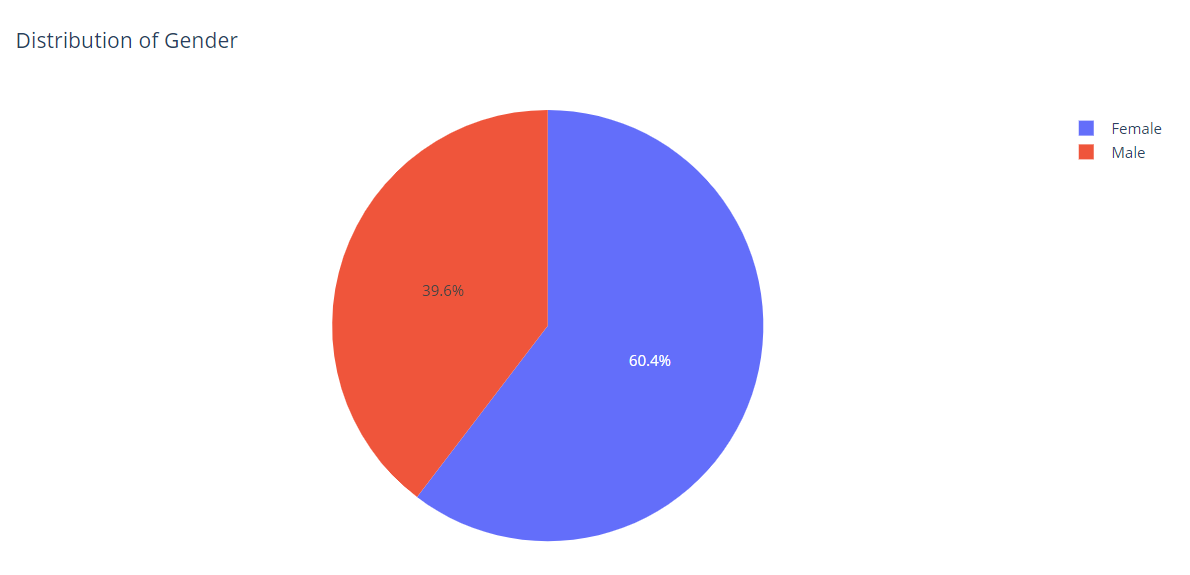 Distribution of Gender
Female
Male
39.6%
60.4%